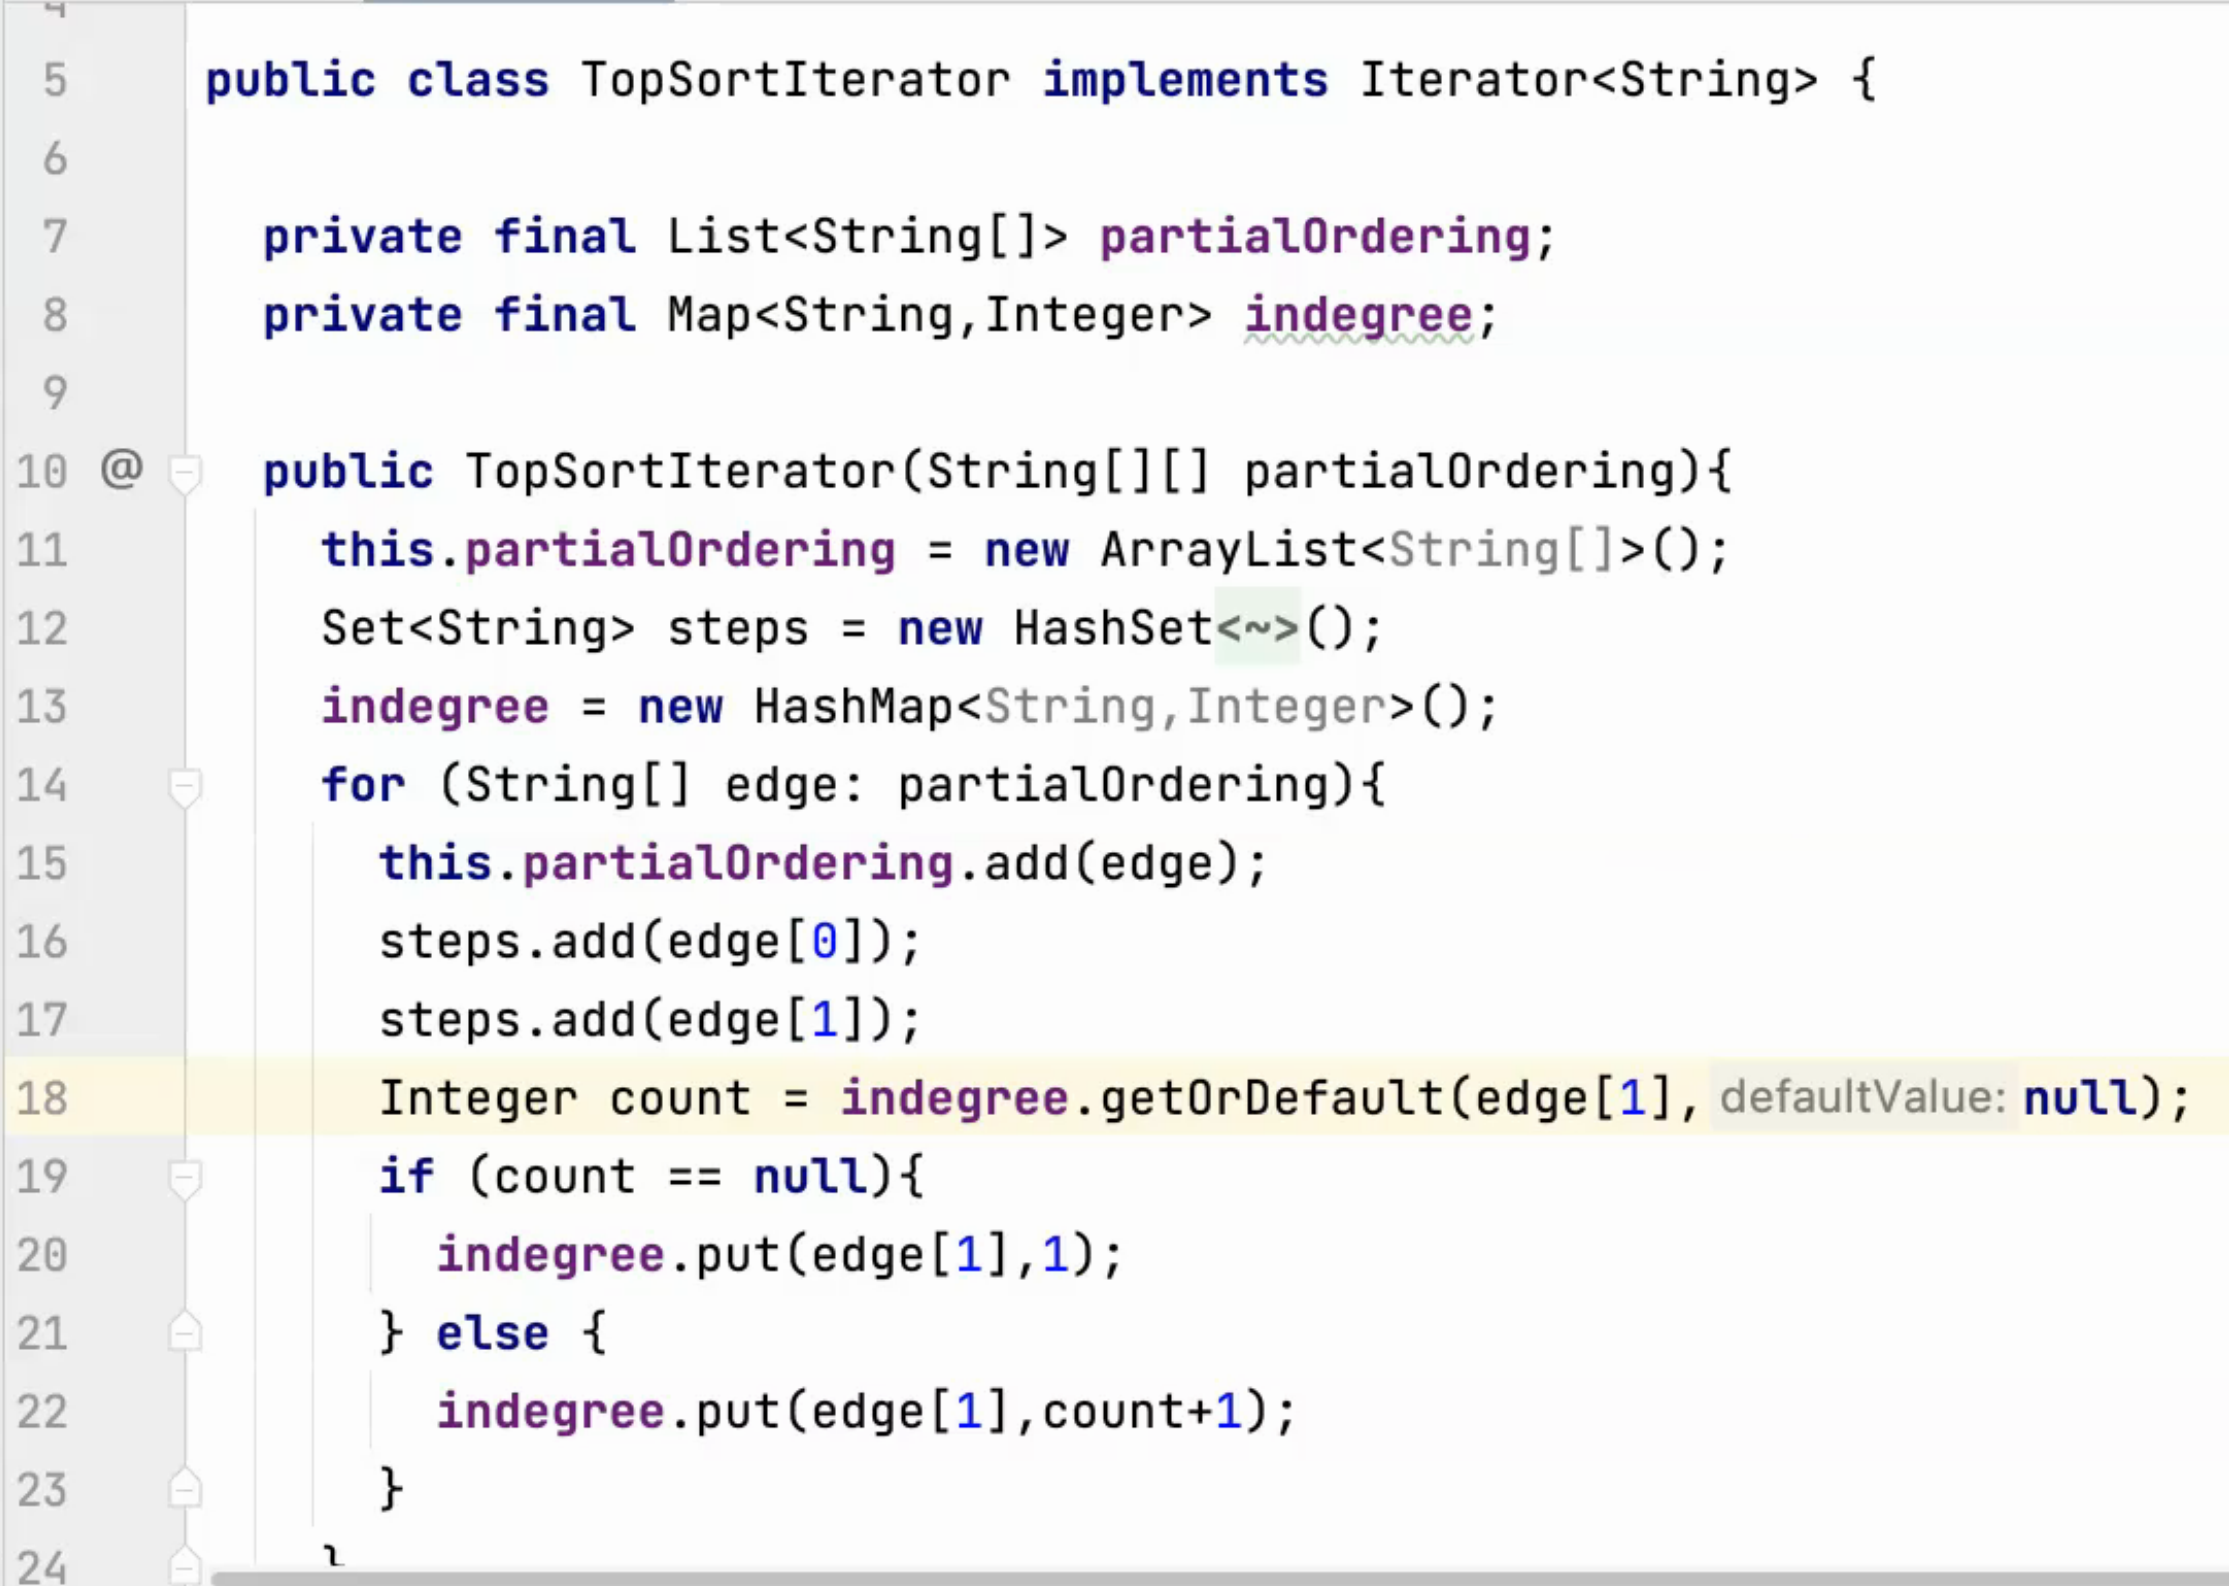 4
5 public class TopSortIterator implements Iterator<String> {
6
7 private final List<String[]> partialOrdering;
8 private final Map<String,Integer> indegree;
9
10 @ public TopSortIterator(String[][] partialOrdering){
11 this.partialOrdering = new ArrayList<String[]>();
12 Set<String> steps = new HashSet<~>();
13 indegree = new HashMap<String,Integer>();
14 for (String[] edge: partialOrdering){
15 this.partialOrdering.add(edge);
16 steps.add(edge[0]);
17 steps.add(edge[1]);
18 Integer count = indegree.getOrDefault(edge[1], defaultValue: null);
19 if (count == null){
20 indegree.put(edge[1],1);
21 } else {
22 indegree.put(edge[1],count+1);
23 }
24 }